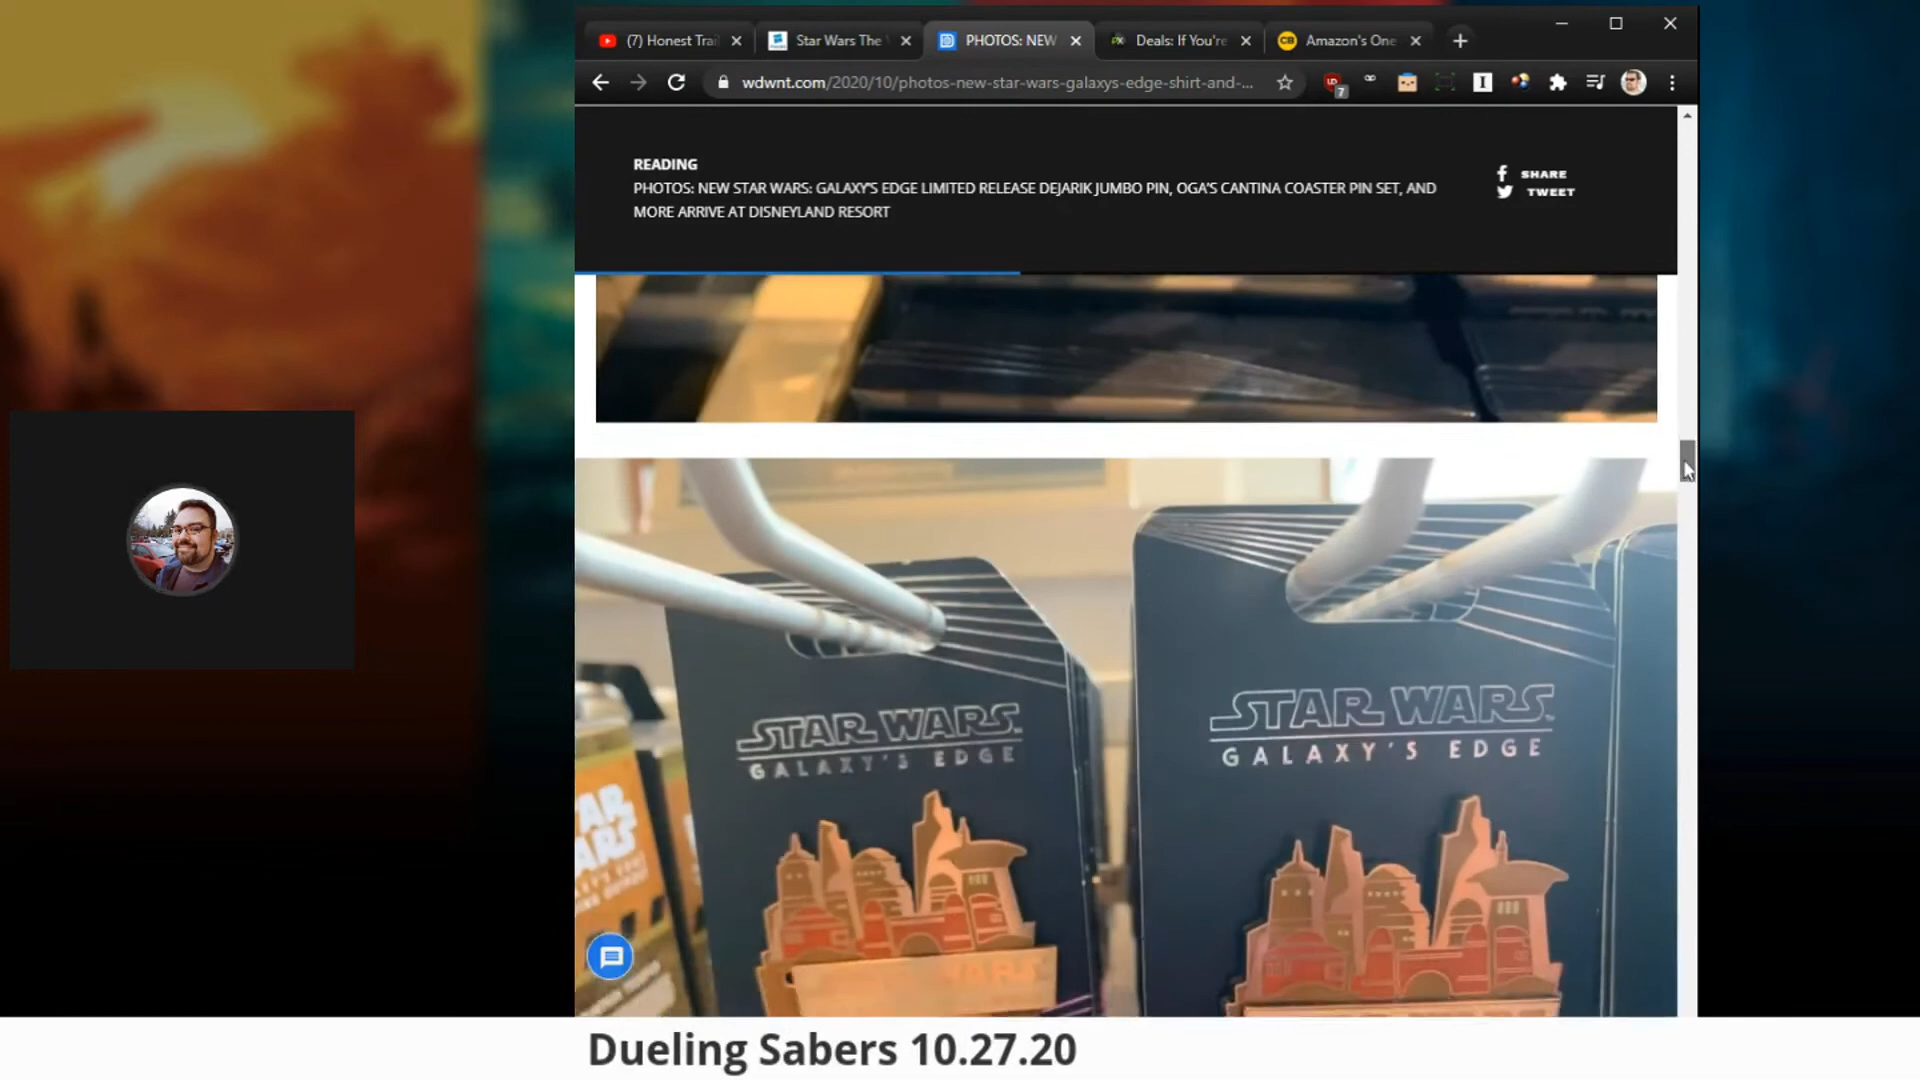 (7) Honest Trai
Star Wars The
PHOTOS: NEW
Deals: If You're
Amazon's One
wdwnt.com/2020/10/photos-new-star-wars-galaxys-edge-shirt-and-...
7
READING
PHOTOS: NEW STAR WARS: GALAXY'S EDGE LIMITED RELEASE DEJARIK JUMBO PIN, OGA'S CANTINA COASTER PIN SET, AND
MORE ARRIVE AT DISNEYLAND RESORT
SHARE
TWEET
STAR WARS
GALAXY'S EDGE
STAR WARS
GALAXY'S EDGE
Dueling Sabers 10.27.20